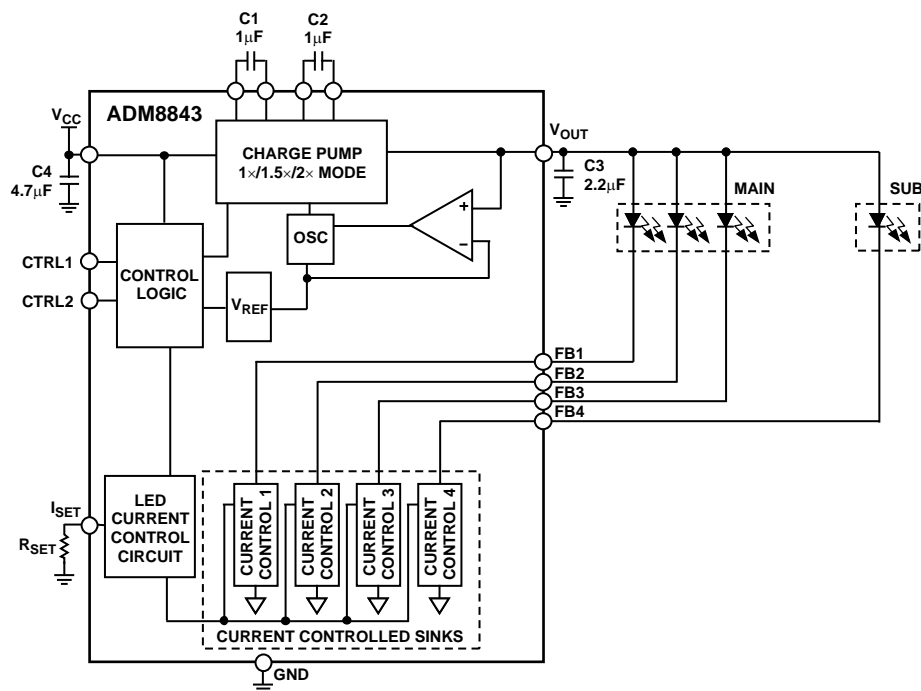 C1
1µF
C2
1µF
ADM8843
VCC
C4
4.7µF
CHARGE PUMP
1×/1.5×/2× MODE
VOUT
C3
2.2µF
MAIN
SUB
OSC
+
–
CTRL1
CTRL2
CONTROL
LOGIC
VREF
FB1
FB2
FB3
FB4
ISET
RSET
LED
CURRENT
CONTROL
CIRCUIT
CURRENT
CONTROL 1
CURRENT
CONTROL 2
CURRENT
CONTROL 3
CURRENT
CONTROL 4
CURRENT CONTROLLED SINKS
GND